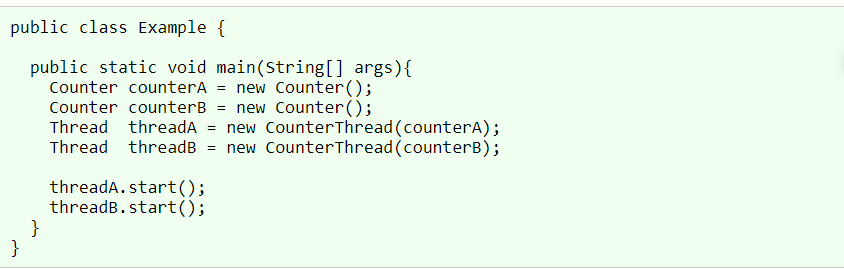 public class Example {
public static void main(String[] args){
Counter counterA = new Counter();
Counter counterB = new Counter();
Thread  threadA = new CounterThread(counterA);
Thread  threadB = new CounterThread(counterB);
threadA.start();
threadB.start();
}
}